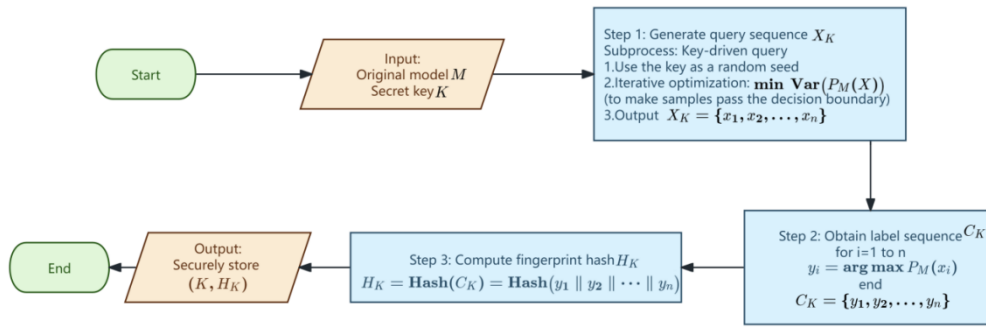 Start
Input:
Original model M
Secret key K
Step 1: Generate query sequence X_K
Subprocess: Key-driven query
1.Use the key as a random seed
2.Iterative optimization: min Var(P_M(X))
(to make samples pass the decision boundary)
3.Output X_K = {x_1, x_2, ..., x_n}
Step 2: Obtain label sequence C_K
for i=1 to n
y_i = arg max P_M(x_i)
end
C_K = {y_1, y_2, ..., y_n}
Step 3: Compute fingerprint hash H_K
H_K = Hash(C_K) = Hash(y_1 ∥ y_2 ∥ ⋯ ∥ y_n)
Output:
Securely store
(K, H_K)
End